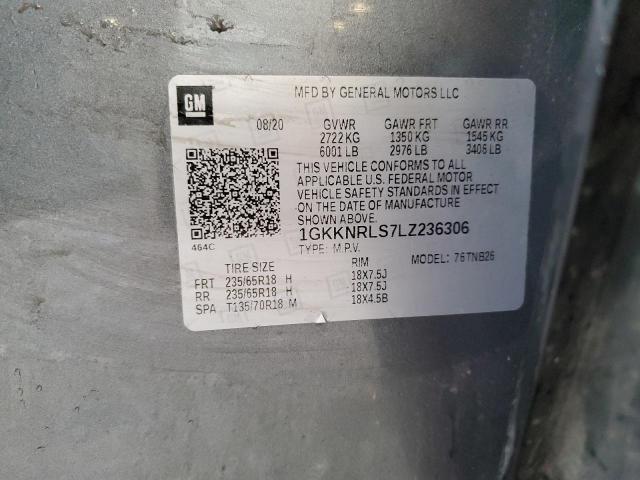 GM
MFD BY GENERAL MOTORS LLC
08/20 GVWR GAWR FRT GAWR RR
2722 KG 1350 KG 1545 KG
6001 LB 2976 LB 3406 LB
THIS VEHICLE CONFORMS TO ALL
APPLICABLE U.S. FEDERAL MOTOR
VEHICLE SAFETY STANDARDS IN EFFECT
ON THE DATE OF MANUFACTURE
SHOWN ABOVE.
464C
1GKKNRLS7LZ236306
TYPE: M.P.V. MODEL: 76TNB26
TIRE SIZE RIM
FRT 235/65R18 H 18X7.5J
RR 235/65R18 H 18X7.5J
SPA T135/70R18 M 18X4.5B